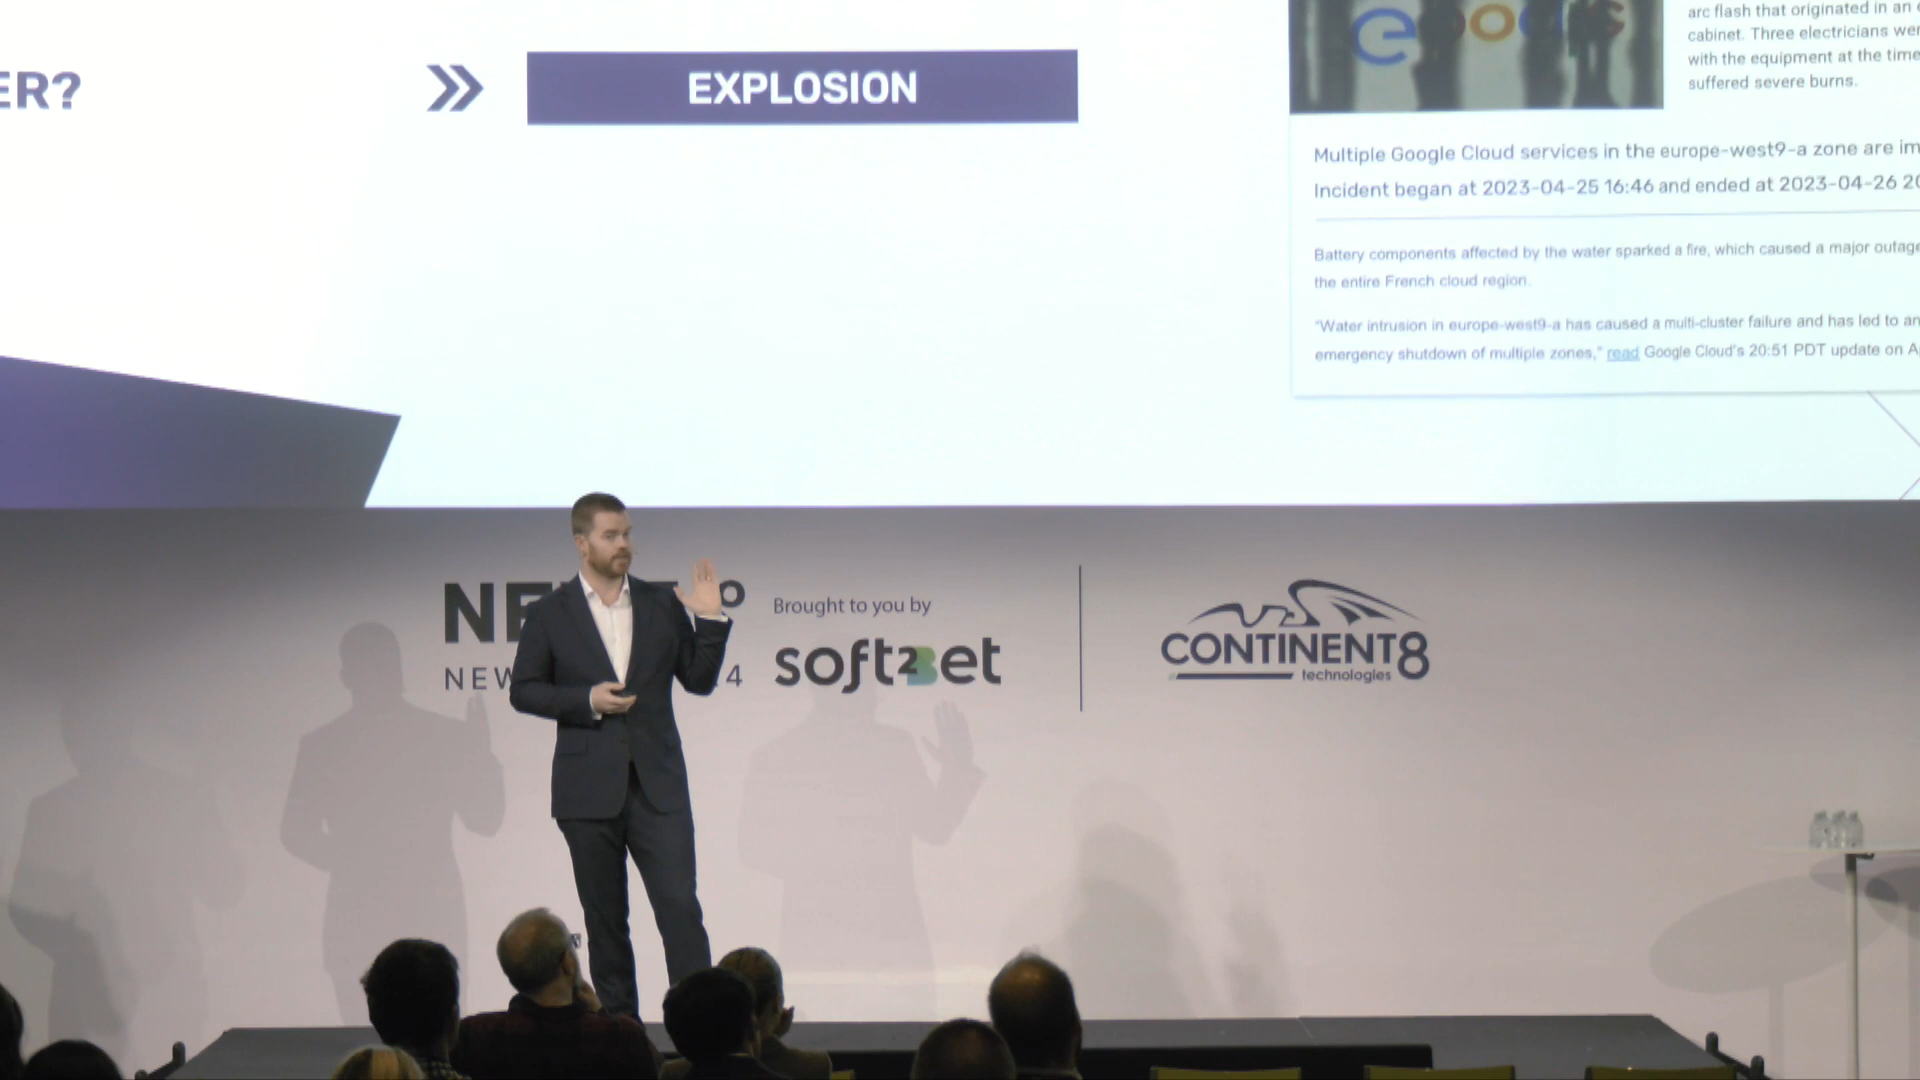 ER?
EXPLOSION
arc flash that originated in an
cabinet. Three electricians wer
with the equipment at the time
suffered severe burns.
Multiple Google Cloud services in the europe-west9-a zone are im
Incident began at 2023-04-25 16:46 and ended at 2023-04-26 20
Battery components affected by the water sparked a fire, which caused a major outage
the entire French cloud region.
"Water intrusion in europe-west9-a has caused a multi-cluster failure and has led to an
emergency shutdown of multiple zones," read Google Cloud's 20:51 PDT update on A
NE
NEW
4
Brought to you by
soft2Bet
CONTINENT8
technologies